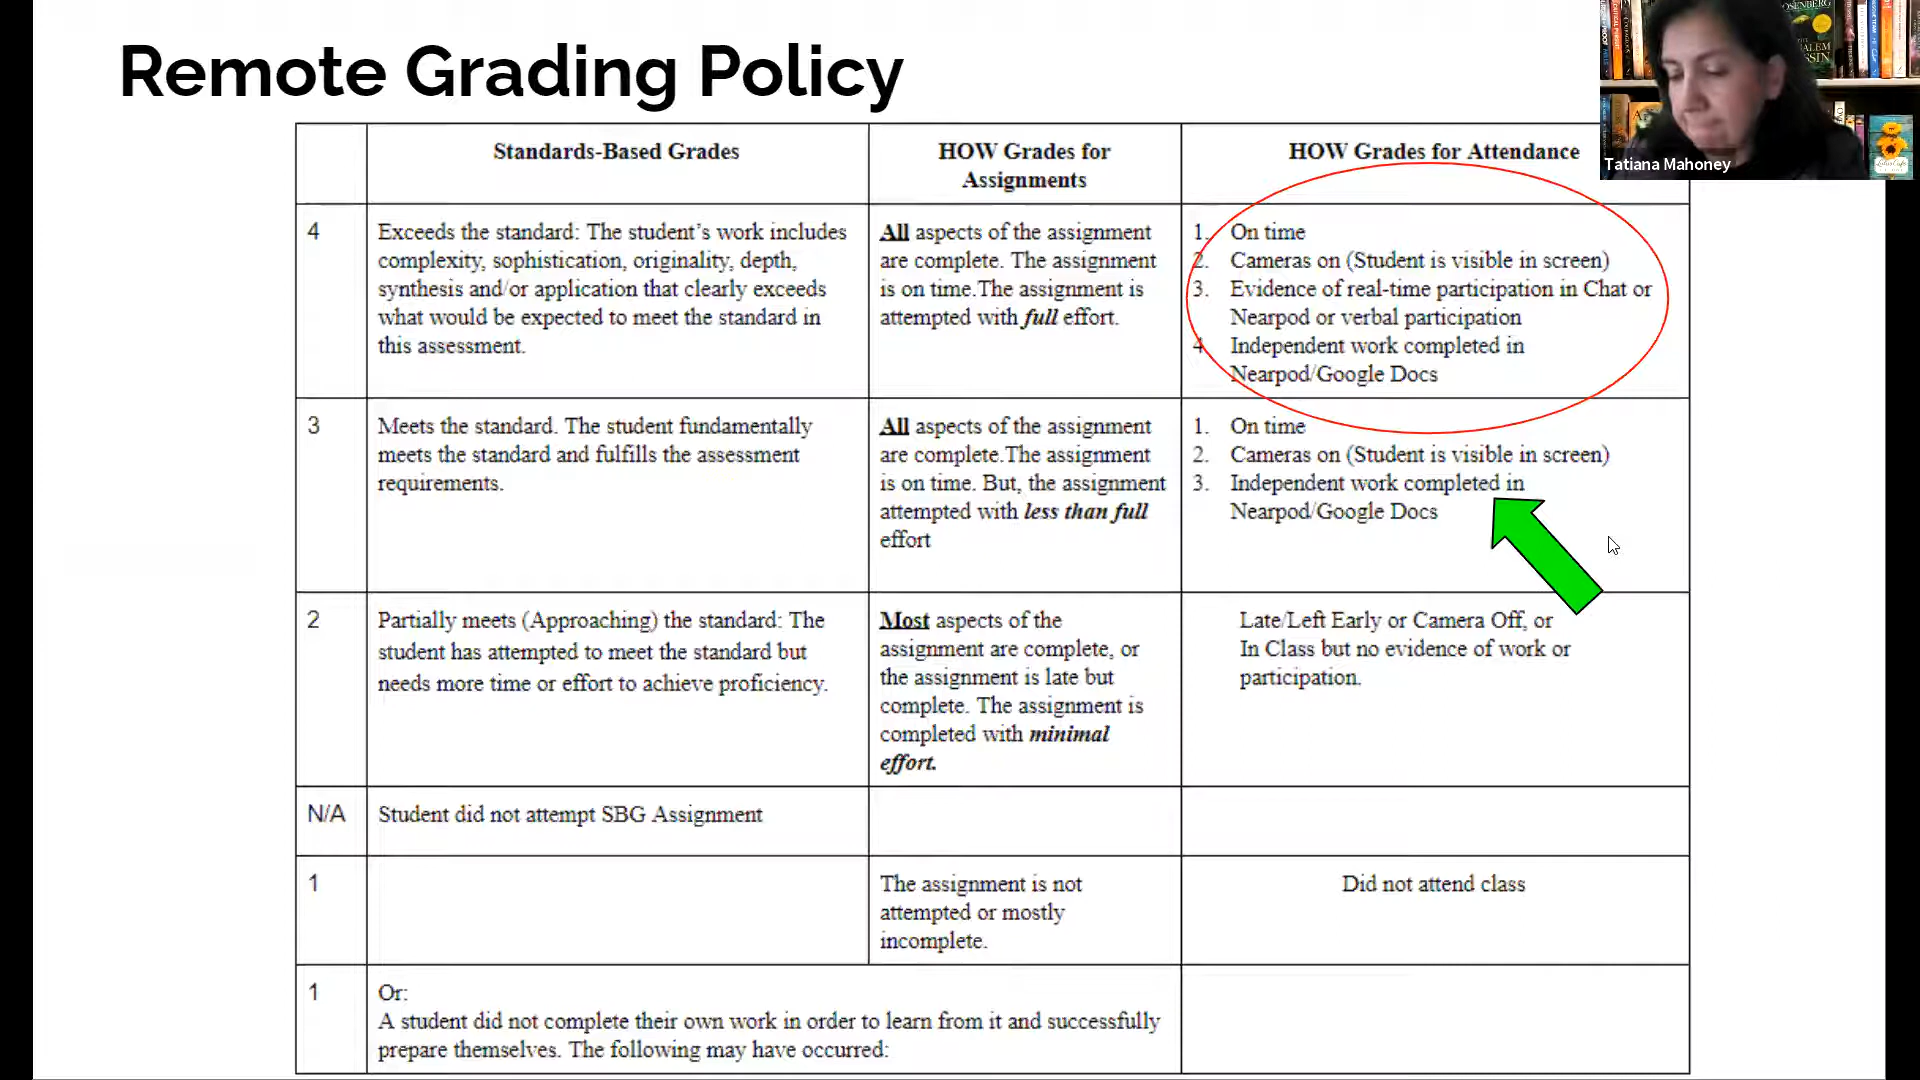 Remote Grading Policy
Standards-Based Grades
HOW Grades for
Assignments
HOW Grades for Attendance
4
Exceeds the standard: The student's work includes
complexity, sophistication, originality, depth,
synthesis and/or application that clearly exceeds
what would be expected to meet the standard in
this assessment.
All aspects of the assignment
are complete. The assignment
is on time.The assignment is
attempted with full effort.
1. On time
2. Cameras on (Student is visible in screen)
3. Evidence of real-time participation in Chat or
Nearpod or verbal participation
4. Independent work completed in
Nearpod/Google Docs
3
Meets the standard. The student fundamentally
meets the standard and fulfills the assessment
requirements.
All aspects of the assignment
are complete.The assignment
is on time. But, the assignment
attempted with less than full
effort
1. On time
2. Cameras on (Student is visible in screen)
3. Independent work completed in
Nearpod/Google Docs
2
Partially meets (Approaching) the standard: The
student has attempted to meet the standard but
needs more time or effort to achieve proficiency.
Most aspects of the
assignment are complete, or
the assignment is late but
complete. The assignment is
completed with minimal
effort.
Late/Left Early or Camera Off, or
In Class but no evidence of work or
participation.
N/A
Student did not attempt SBG Assignment
1
The assignment is not
attempted or mostly
incomplete.
Did not attend class
1
Or:
A student did not complete their own work in order to learn from it and successfully
prepare themselves. The following may have occurred:
Tatiana Mahoney